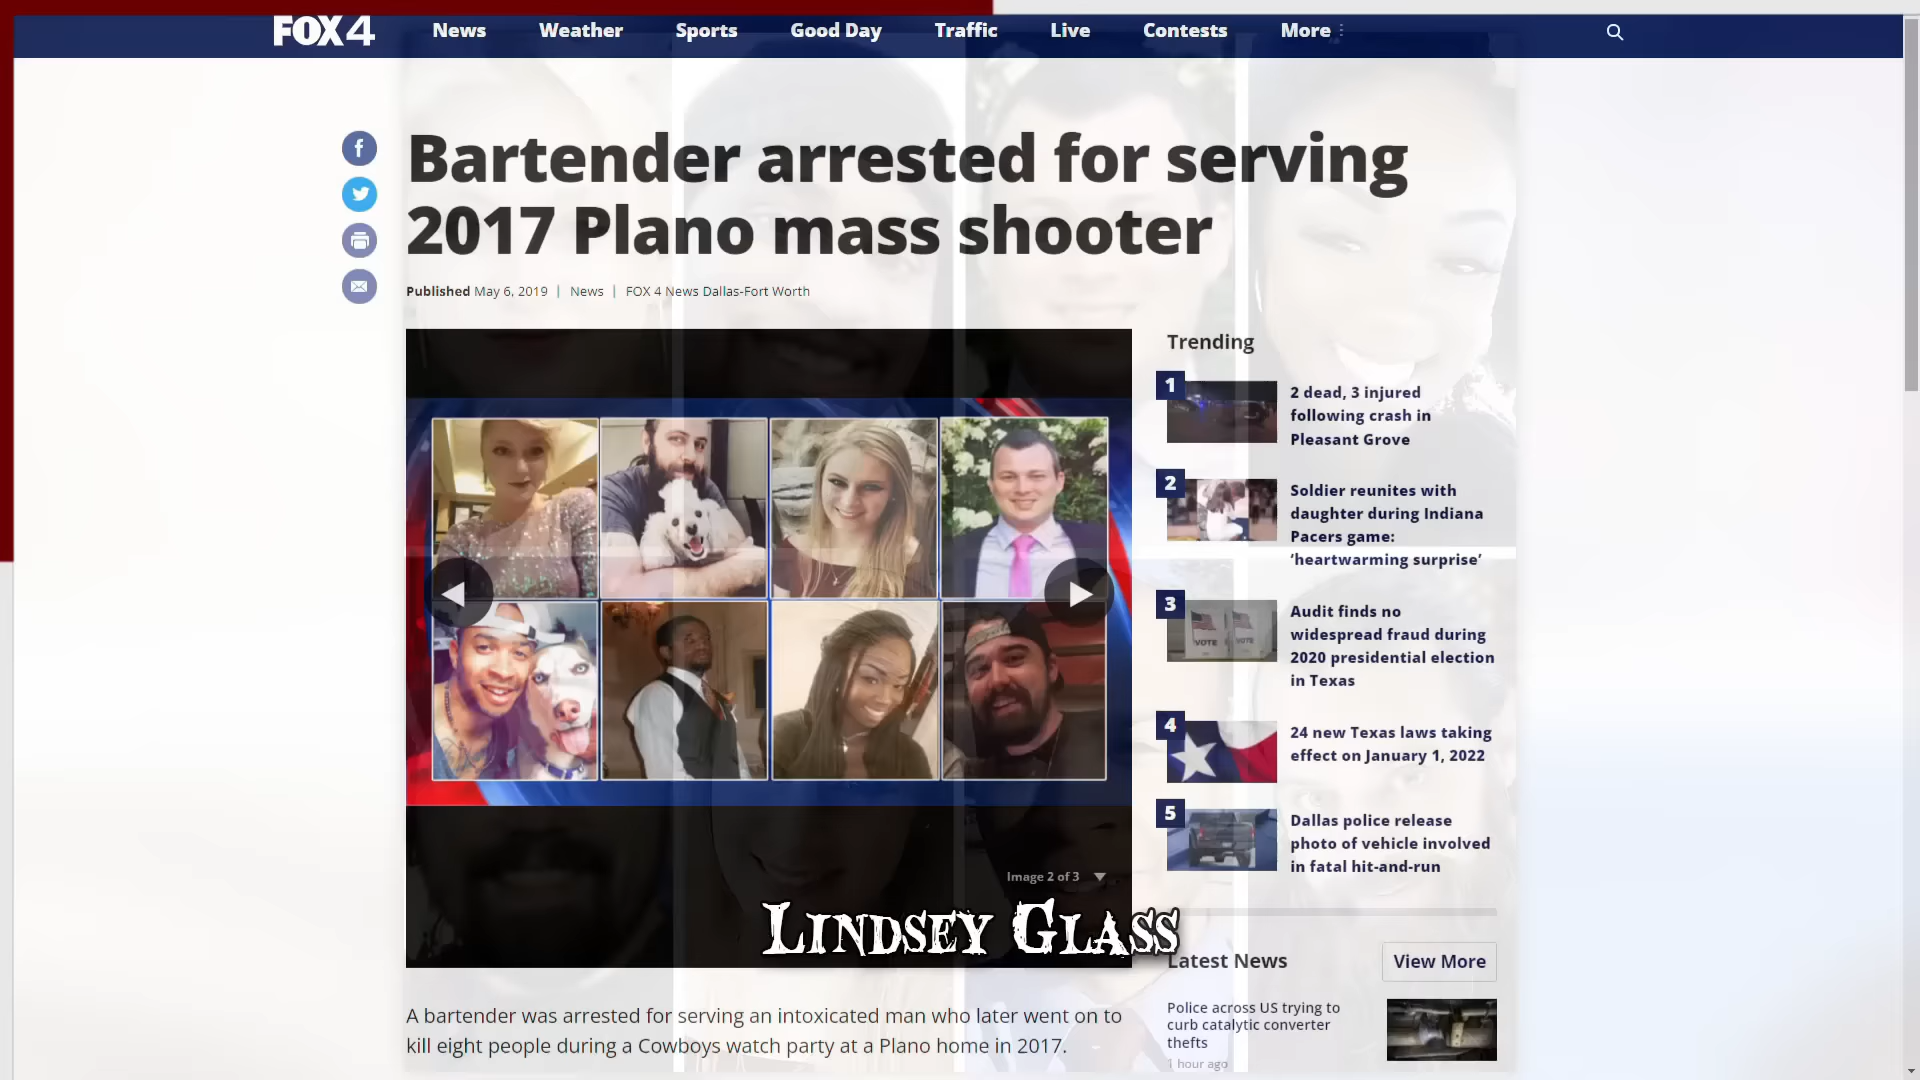 FOX 4
News Weather Sports Good Day Traffic Live Contests More
Bartender arrested for serving
2017 Plano mass shooter
Published May 6, 2019 | News | FOX 4 News Dallas-Fort Worth
Image 2 of 3
Lindsey Glass
A bartender was arrested for serving an intoxicated man who later went on to
kill eight people during a Cowboys watch party at a Plano home in 2017.
Trending
1
2 dead, 3 injured
following crash in
Pleasant Grove
2
Soldier reunites with
daughter during Indiana
Pacers game:
‘heartwarming surprise’
3
VOTE VOTE
Audit finds no
widespread fraud during
2020 presidential election
in Texas
4
24 new Texas laws taking
effect on January 1, 2022
5
Dallas police release
photo of vehicle involved
in fatal hit-and-run
Latest News
View More
Police across US trying to
curb catalytic converter
thefts
1 hour ago